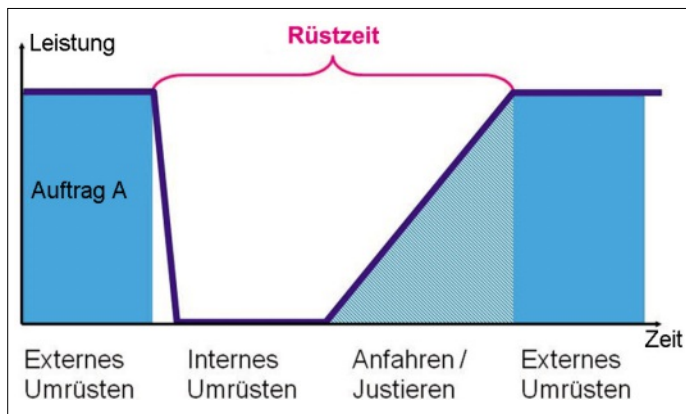 Rüstzeit
Leistung
Auftrag A
Zeit
Externes
Umrüsten
Internes
Umrüsten
Anfahren /
Justieren
Externes
Umrüsten